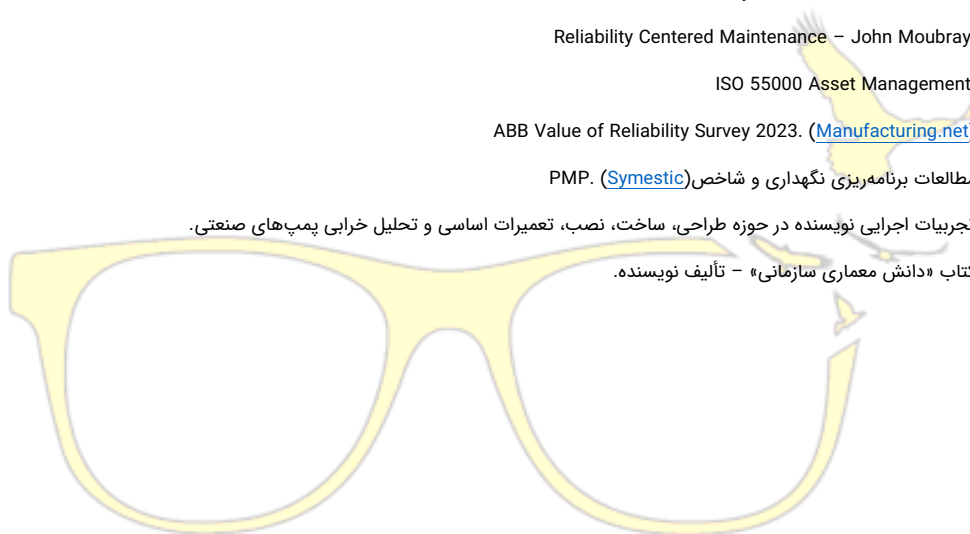 Reliability Centered Maintenance – John Moubray
ISO 55000 Asset Management
ABB Value of Reliability Survey 2023. (Manufacturing.net)
مطالعات برنامه‌ریزی نگهداری و شاخص PMP. (Symestic)
تجربیات اجرایی نویسنده در حوزه طراحی، ساخت، نصب، تعمیرات اساسی و تحلیل خرابی پمپ‌های صنعتی.
کتاب «دانش معماری سازمانی» – تألیف نویسنده.